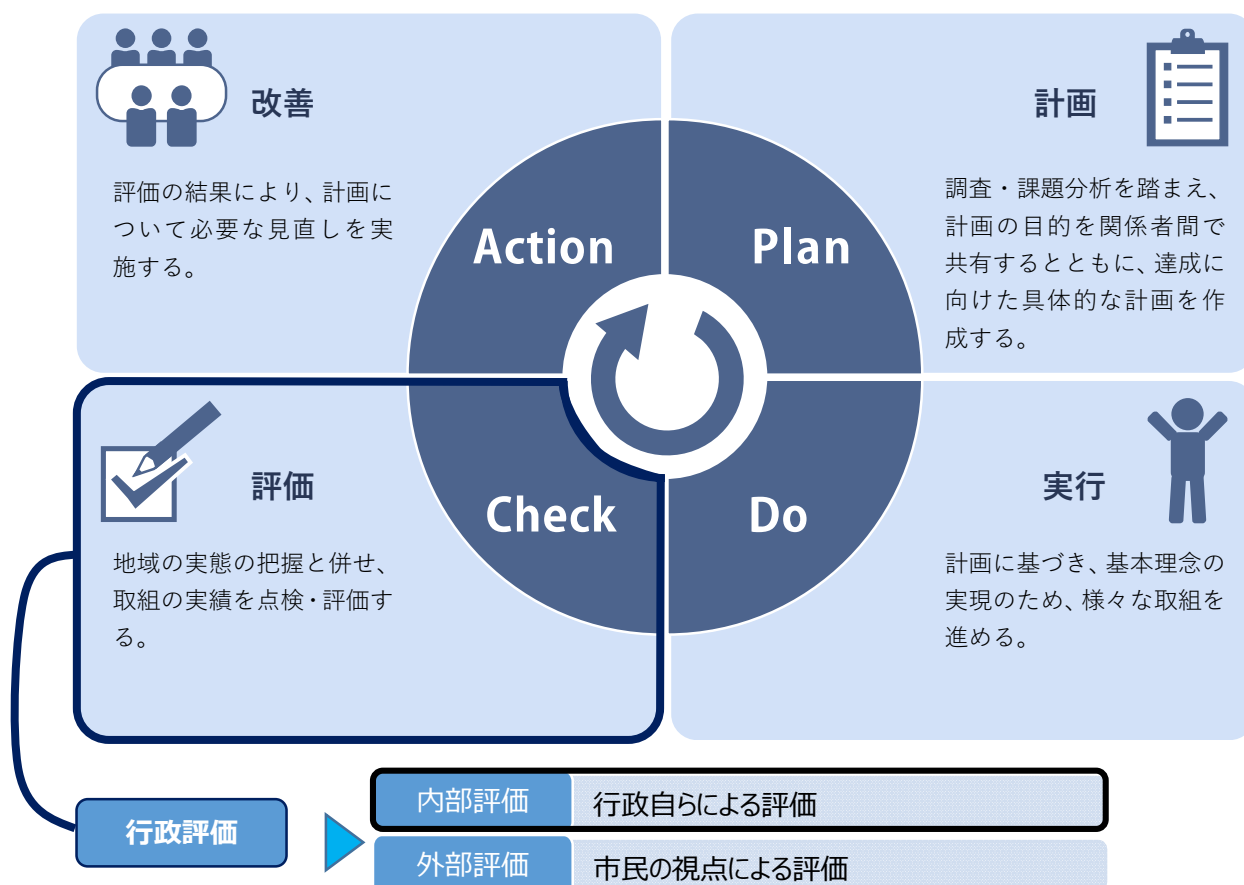 改善
評価の結果により、計画に
ついて必要な見直しを実
施する。
計画
調査・課題分析を踏まえ、
計画の目的を関係者間で
共有するとともに、達成に
向けた具体的な計画を作
成する。
Action
Plan
Check
Do
評価
地域の実態の把握と併せ、
取組の実績を点検・評価す
る。
実行
計画に基づき、基本理念の
実現のため、様々な取組を
進める。
行政評価
内部評価 行政自らによる評価
外部評価 市民の視点による評価